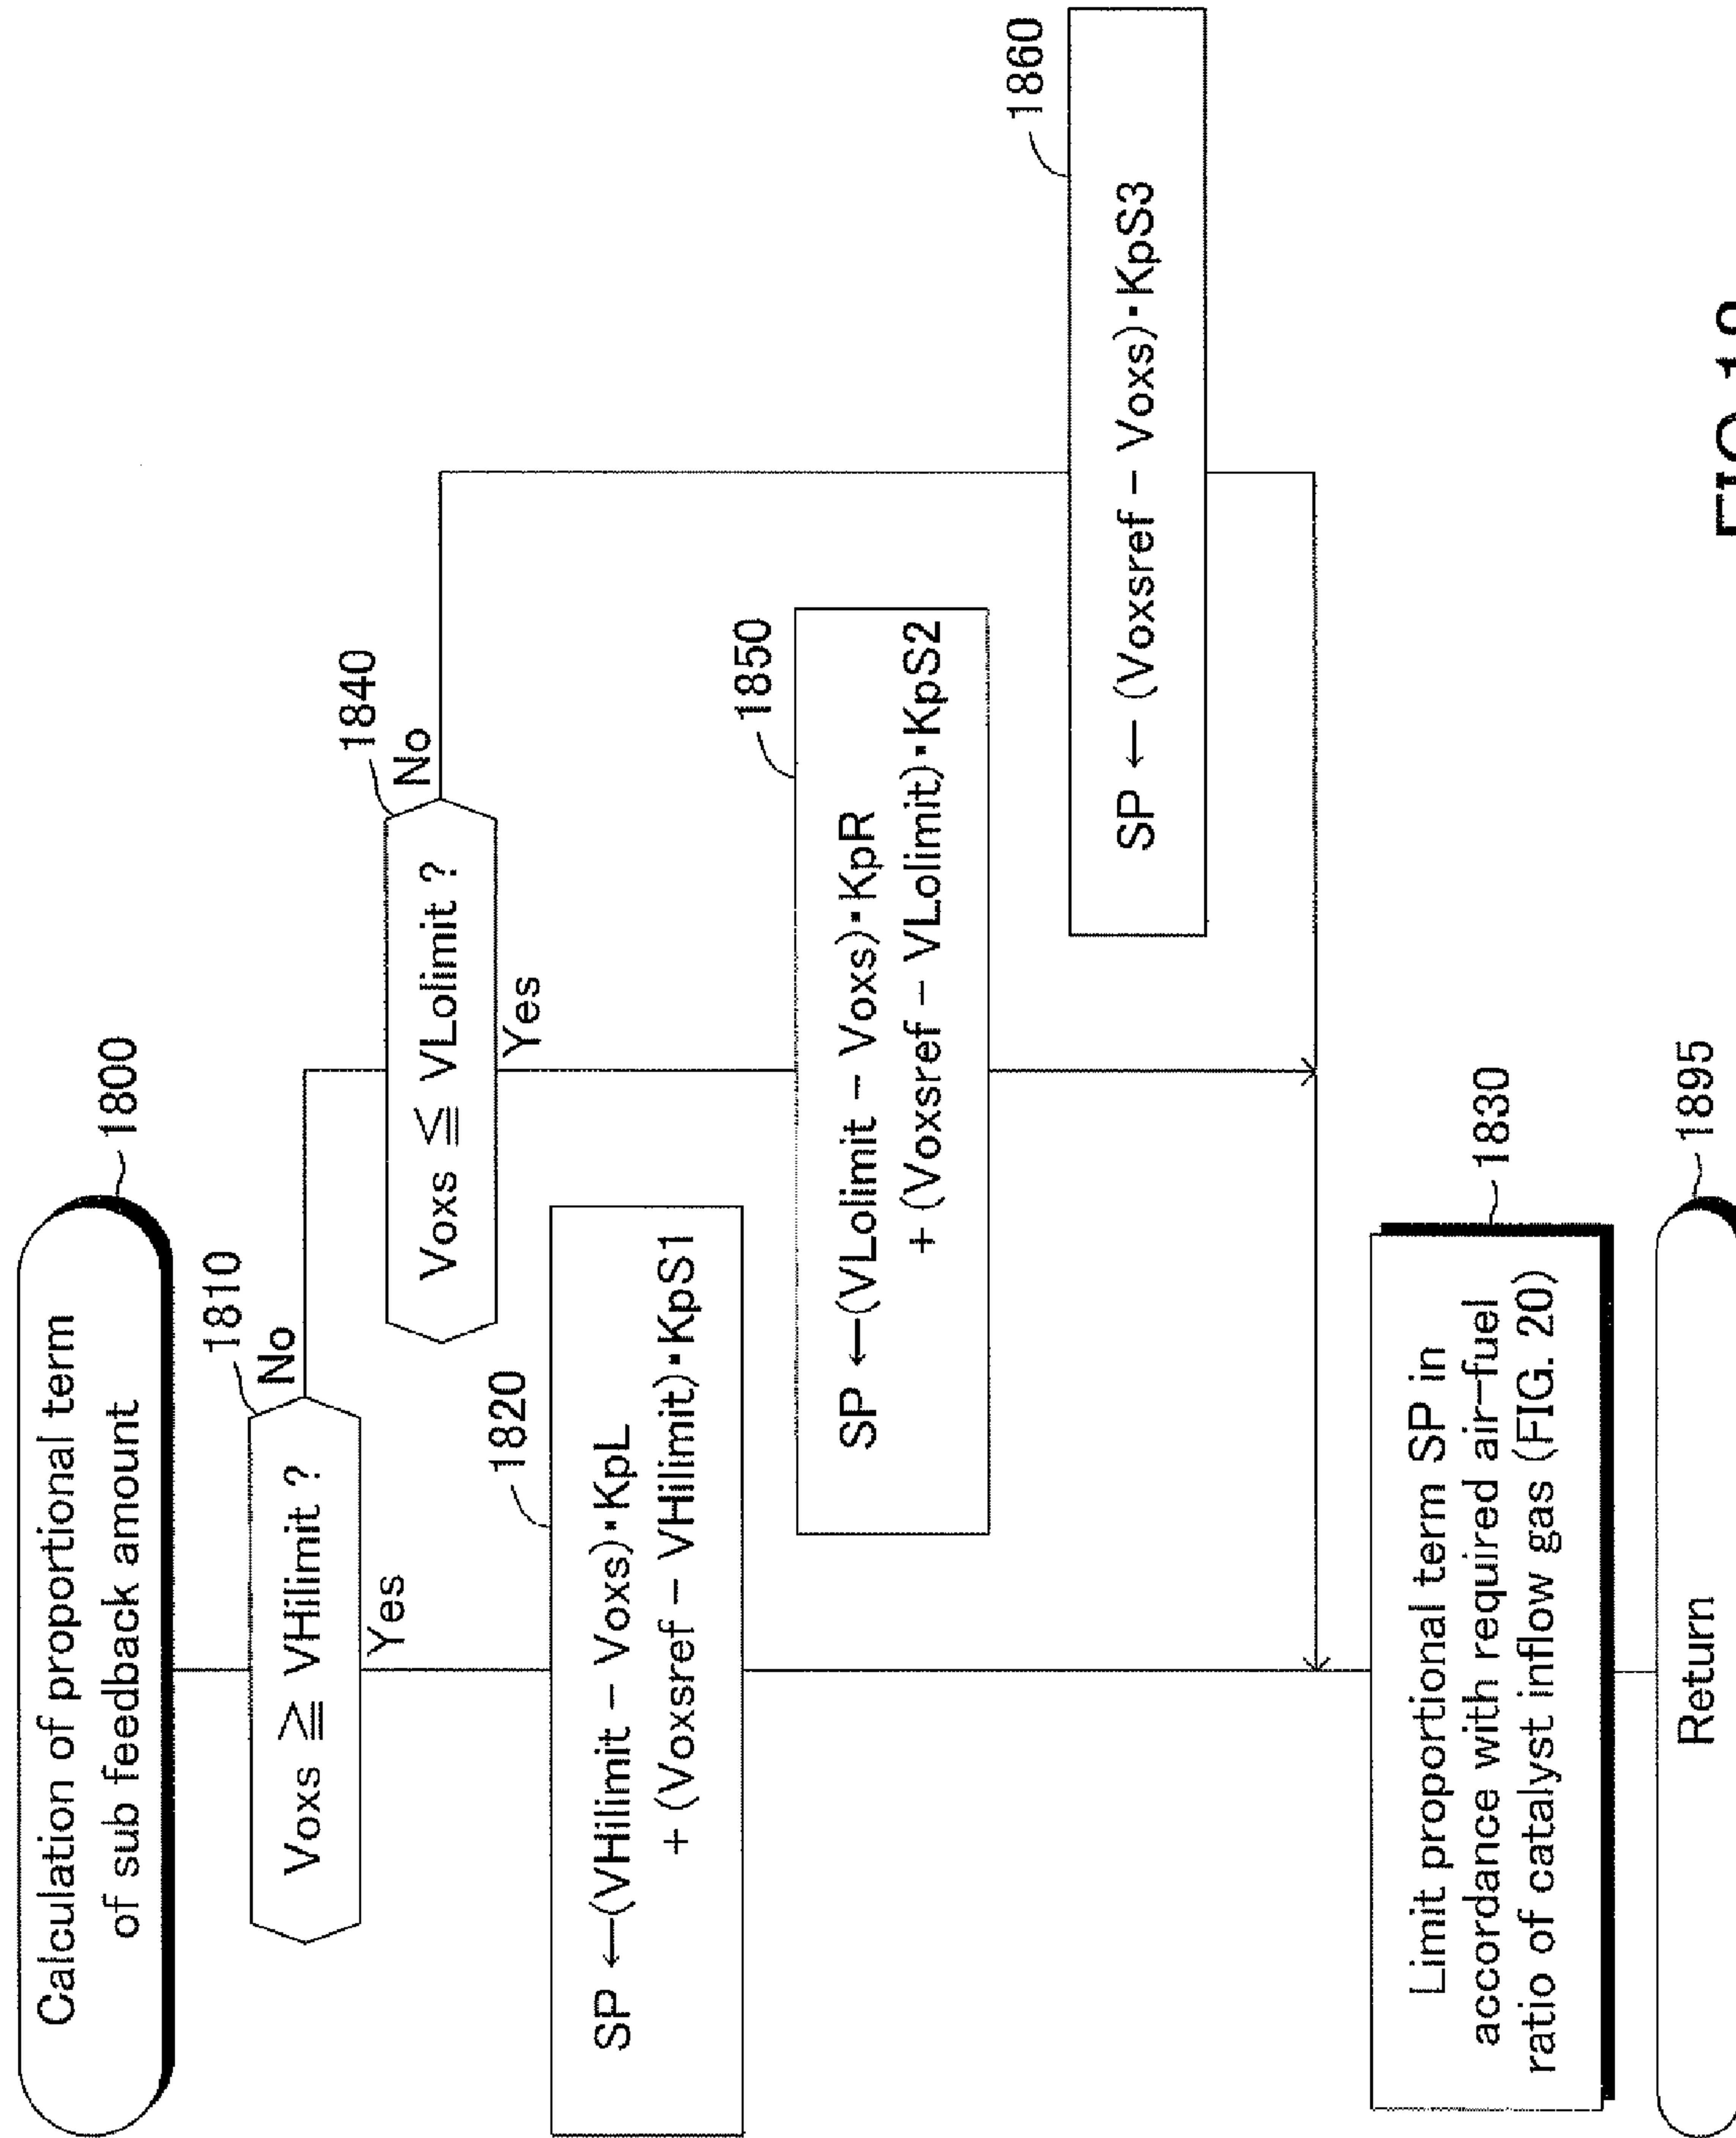 Calculation of proportional term
of sub feedback amount
1800
1810
Voxs ≧ VHilimit ?
No
Yes
1840
Voxs ≦ VLolimit ?
No
Yes
1820
SP ←(VHilimit − Voxs)・KpL
+ (Voxsref − VHilimit)・KpS1
1850
SP ←(VLolimit − Voxs)・KpR
+ (Voxsref − VLolimit)・KpS2
1860
SP ← (Voxsref − Voxs)・KpS3
1830
Limit proportional term SP in
accordance with required air-fuel
ratio of catalyst inflow gas (FIG. 20)
1895
Return